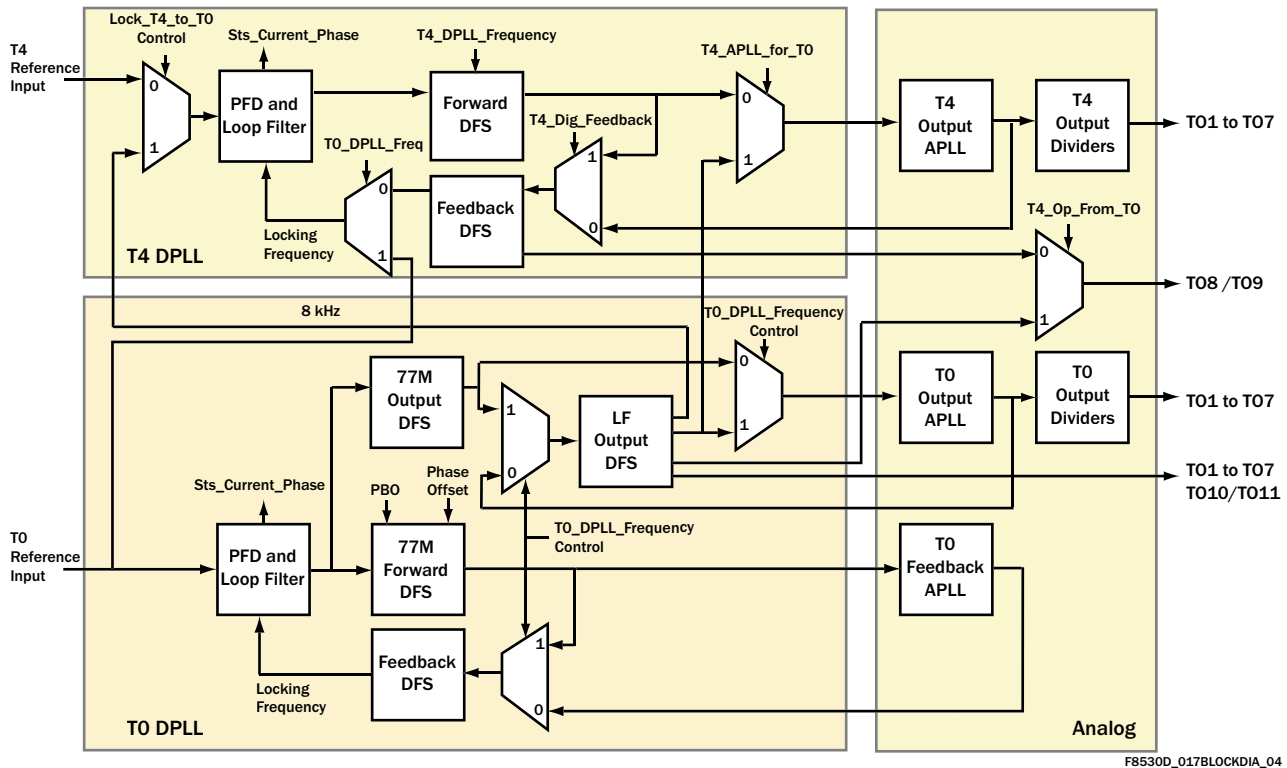 Lock_T4_to_T0
Control
Sts_Current_Phase
T4_DPLL_Frequency
T4_APLL_for_T0
T4
Reference
Input
0
1
PFD and
Loop Filter
Forward
DFS
T4_Dig_Feedback
0
1
T4
Output
APLL
T4
Output
Dividers
TO1 to TO7
T0_DPLL_Freq
1
0
0
1
Feedback
DFS
Locking
Frequency
T4 DPLL
T4_Op_From_T0
0
1
TO8 /TO9
8 kHz
T0_DPLL_Frequency
Control
0
1
77M
Output
DFS
1
0
LF
Output
DFS
T0
Output
APLL
T0
Output
Dividers
TO1 to TO7
TO1 to TO7
TO10/TO11
Sts_Current_Phase
PBO
Phase
Offset
T0_DPLL_Frequency
Control
T0
Reference
Input
PFD and
Loop Filter
77M
Forward
DFS
T0
Feedback
APLL
Feedback
DFS
1
0
Locking
Frequency
T0 DPLL
Analog
F8530D_017BLOCKDIA_04